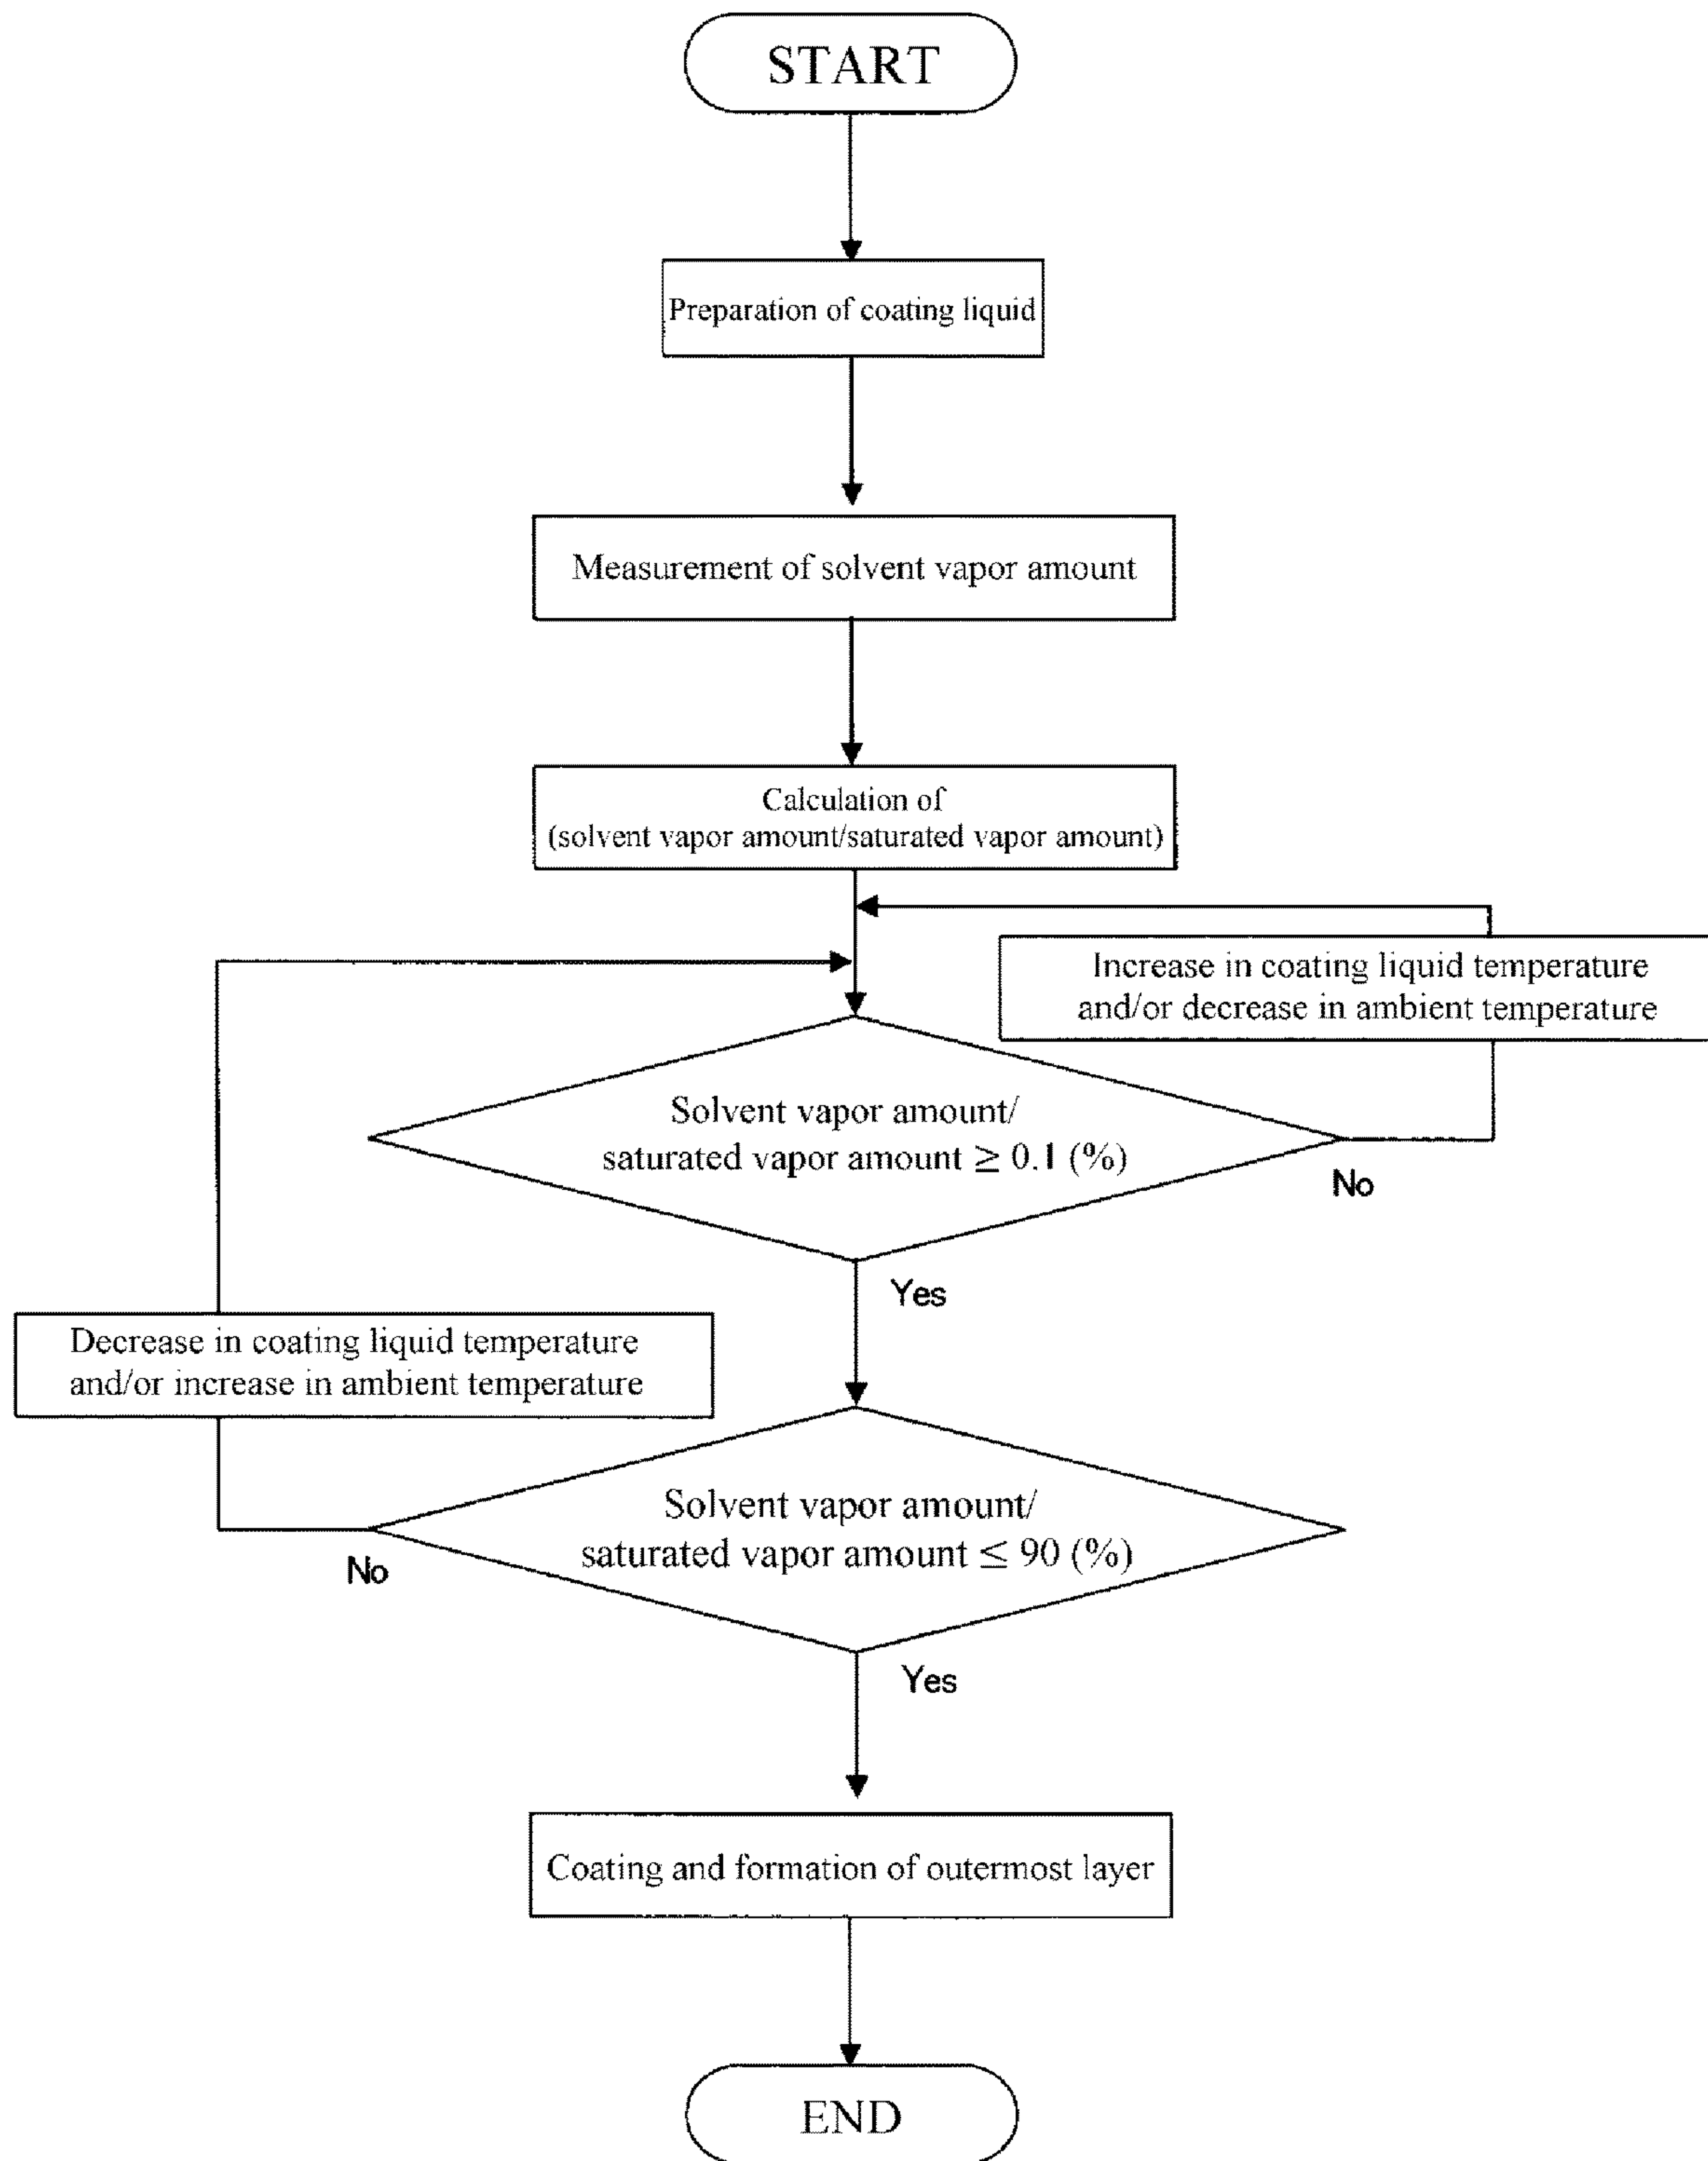 START
Preparation of coating liquid
Measurement of solvent vapor amount
Calculation of
(solvent vapor amount/saturated vapor amount)
Increase in coating liquid temperature
and/or decrease in ambient temperature
Solvent vapor amount/
saturated vapor amount ≥ 0.1 (%)
No
Yes
Decrease in coating liquid temperature
and/or increase in ambient temperature
Solvent vapor amount/
saturated vapor amount ≤ 90 (%)
No
Yes
Coating and formation of outermost layer
END